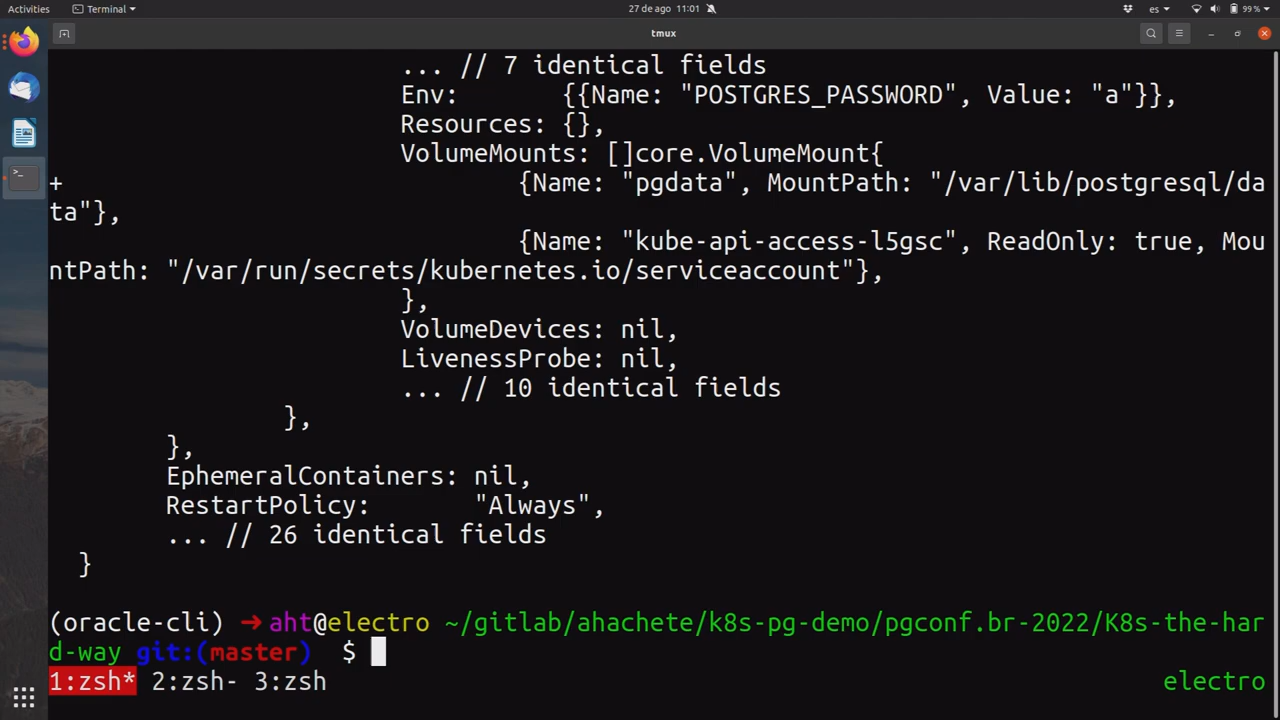 Activities Terminal 27 de ago 11:01 es 99 %
tmux
... // 7 identical fields
Env: {{Name: "POSTGRES_PASSWORD", Value: "a"}},
Resources: {},
VolumeMounts: []core.VolumeMount{
+ {Name: "pgdata", MountPath: "/var/lib/postgresql/da
ta"},
{Name: "kube-api-access-l5gsc", ReadOnly: true, Mou
ntPath: "/var/run/secrets/kubernetes.io/serviceaccount"},
},
VolumeDevices: nil,
LivenessProbe: nil,
... // 10 identical fields
},
},
EphemeralContainers: nil,
RestartPolicy: "Always",
... // 26 identical fields
}
(oracle-cli) ➜ aht@electro ~/gitlab/ahachete/k8s-pg-demo/pgconf.br-2022/K8s-the-har
d-way git:(master) $
1:zsh* 2:zsh- 3:zsh electro